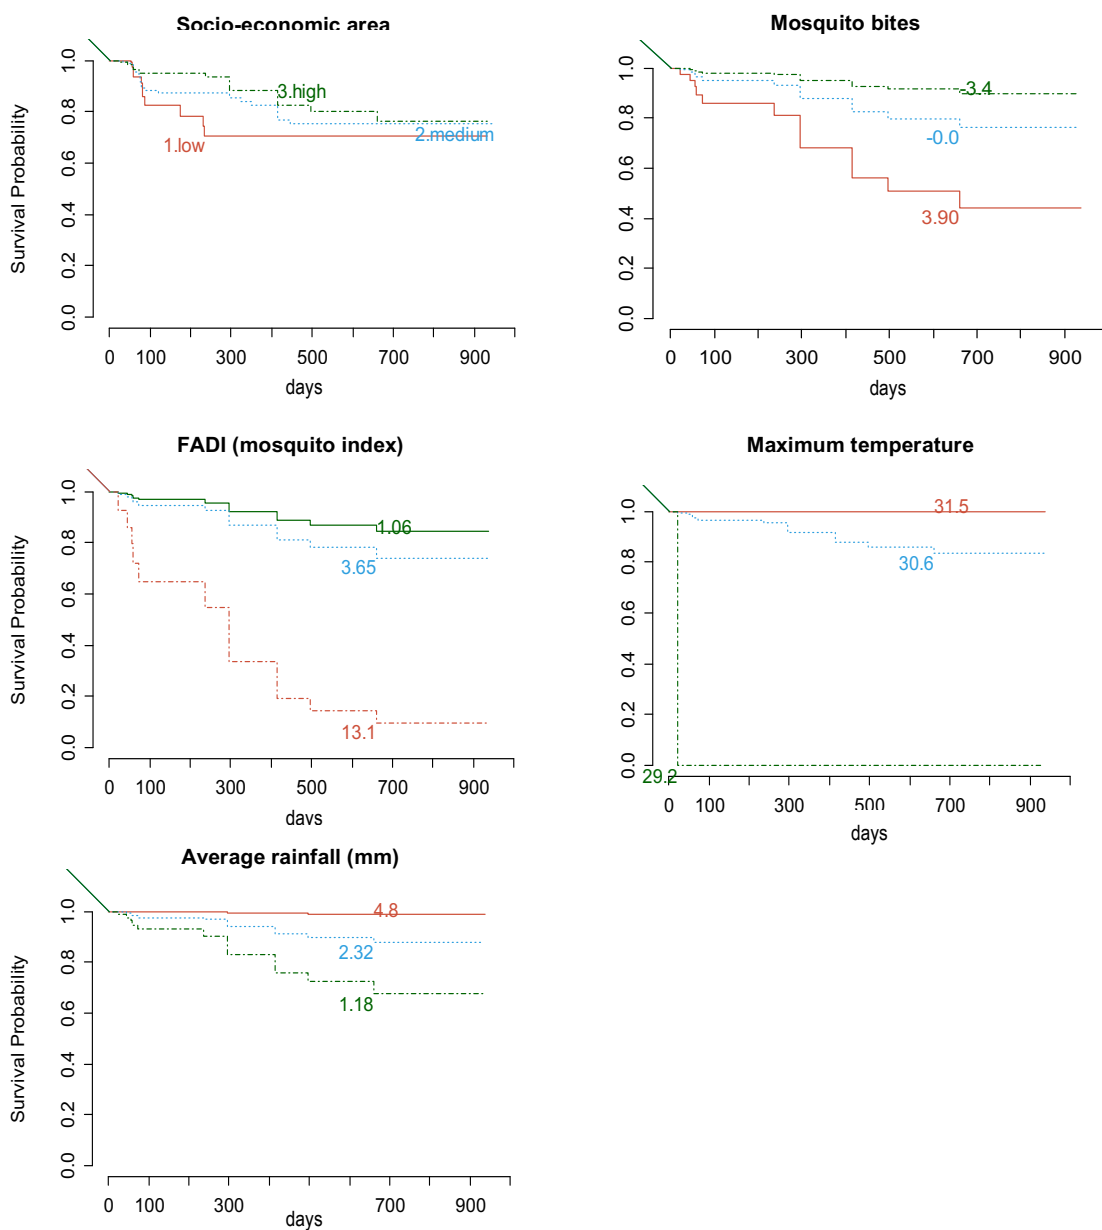 Socio-economic area
Survival Probability
0.0 0.2 0.4 0.6 0.8 1.0
3.high
2.medium
1.low
0 100 300 500 700 900
days
Mosquito bites
0.0 0.2 0.4 0.6 0.8 1.0
-3.4
-0.0
3.90
0 100 300 500 700 900
days
FADI (mosquito index)
Survival Probability
0.0 0.2 0.4 0.6 0.8 1.0
1.06
3.65
13.1
0 100 300 500 700 900
days
Maximum temperature
0.0 0.2 0.4 0.6 0.8 1.0
31.5
30.6
29.2
0 100 300 500 700 900
days
Average rainfall (mm)
Survival Probability
0.0 0.2 0.4 0.6 0.8 1.0
4.8
2.32
1.18
0 100 300 500 700 900
days